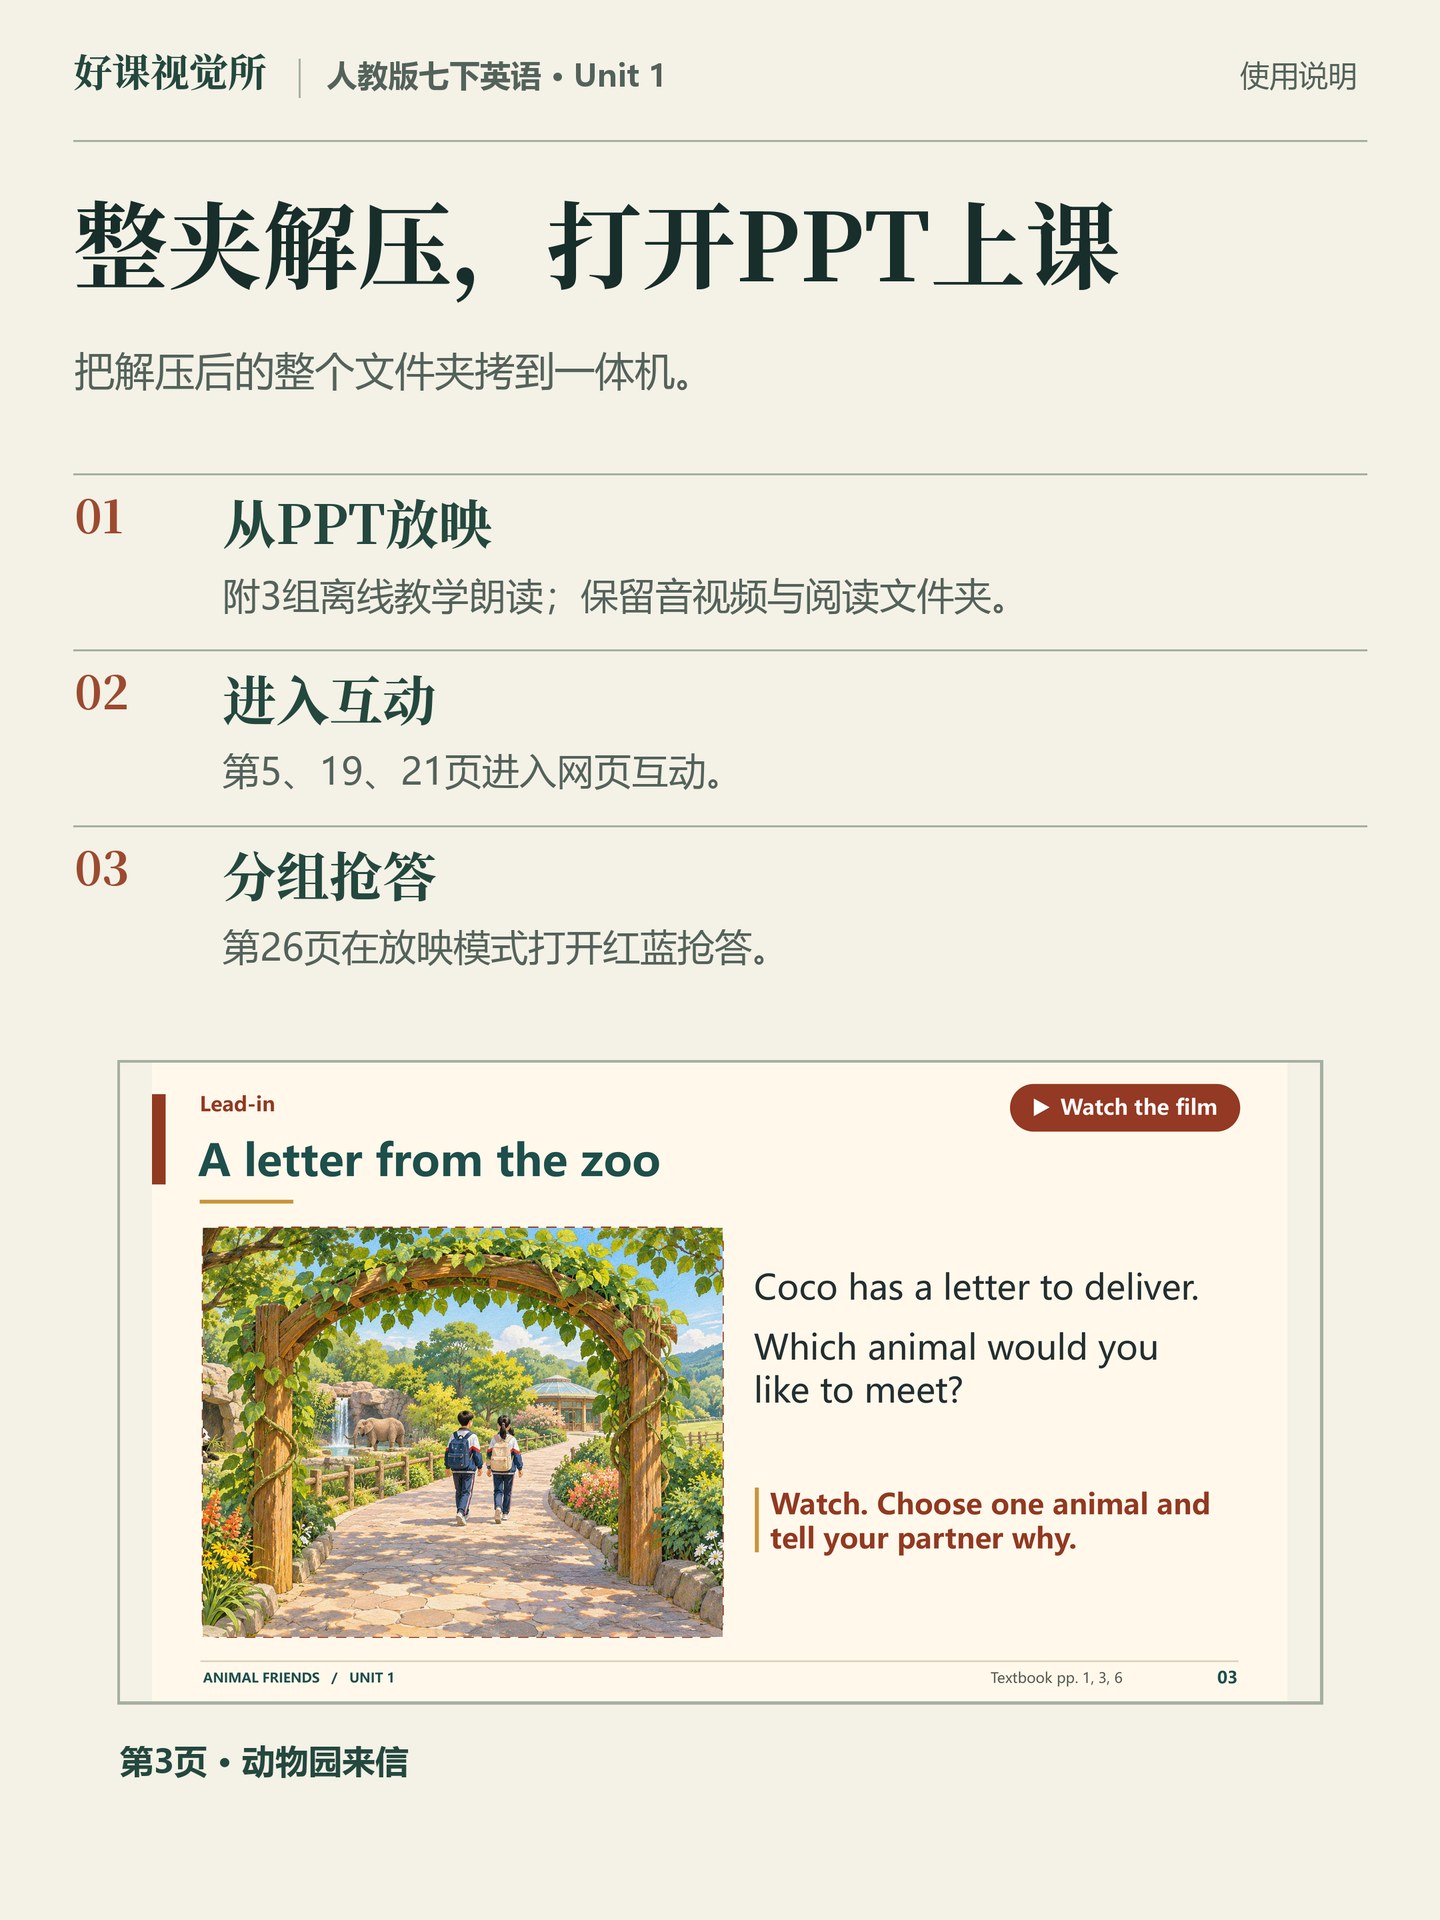 好课视觉所
人教版七下英语 • Unit 1
使用说明
整夹解压，打开PPT上课
把解压后的整个文件夹拷到一体机。
01
从PPT放映
附3组离线教学朗读；保留音视频与阅读文件夹。
02
进入互动
第5、19、21页进入网页互动。
03
分组抢答
第26页在放映模式打开红蓝抢答。
Lead-in
▶ Watch the film
A letter from the zoo
Coco has a letter to deliver.
Which animal would you
like to meet?
Watch. Choose one animal and
tell your partner why.
ANIMAL FRIENDS / UNIT 1
Textbook pp. 1, 3, 6
03
第3页 • 动物园来信